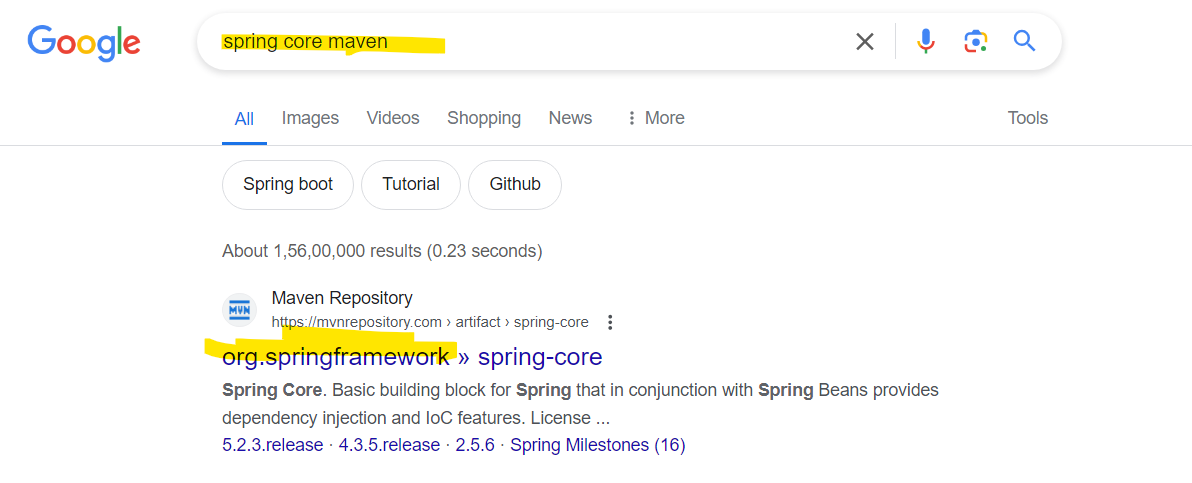 Google
spring core maven
All Images Videos Shopping News More Tools
Spring boot Tutorial Github
About 1,56,00,000 results (0.23 seconds)
MVN
Maven Repository
https://mvnrepository.com › artifact › spring-core
org.springframework » spring-core
Spring Core. Basic building block for Spring that in conjunction with Spring Beans provides
dependency injection and IoC features. License ...
5.2.3.release · 4.3.5.release · 2.5.6 · Spring Milestones (16)